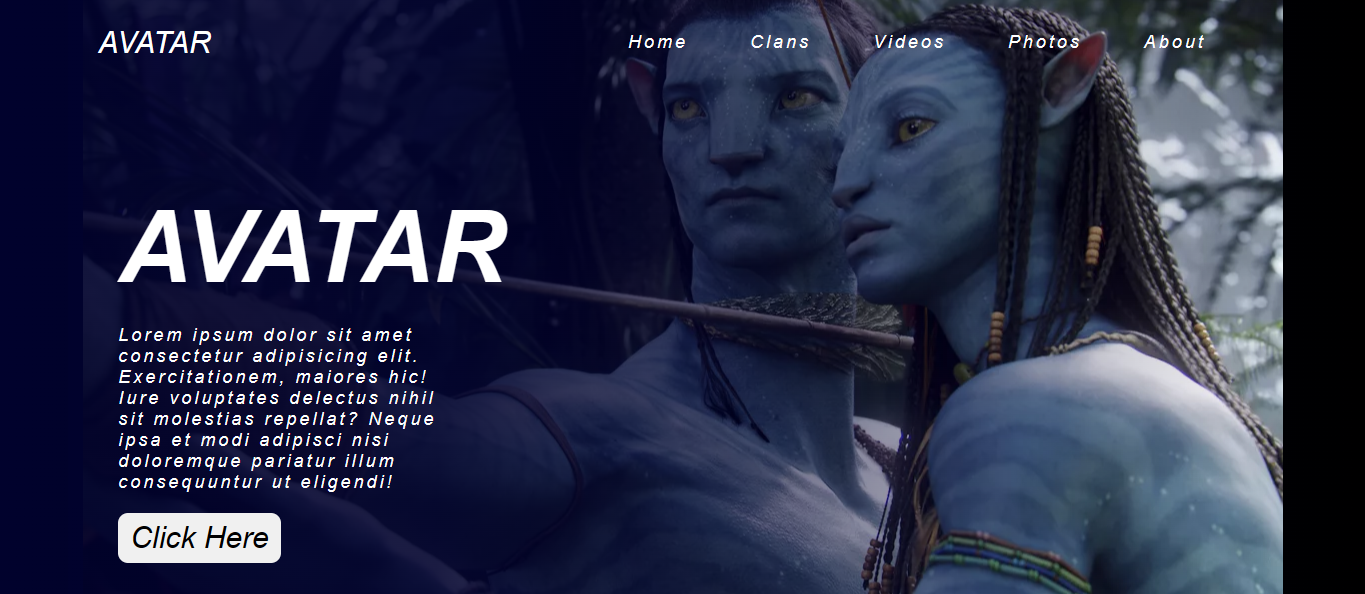 AVATAR
Home Clans Videos Photos About
AVATAR
Lorem ipsum dolor sit amet
consectetur adipisicing elit.
Exercitationem, maiores hic!
Iure voluptates delectus nihil
sit molestias repellat? Neque
ipsa et modi adipisci nisi
doloremque pariatur illum
consequuntur ut eligendi!
Click Here